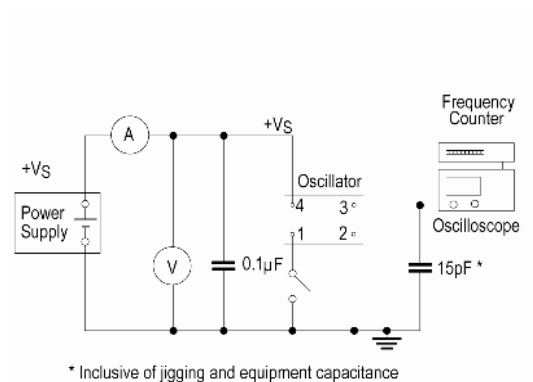 Frequency
Counter
A
+VS
+VS
Oscillator
Power
Supply
4
3
1
2
Oscilloscope
V
0.1µF
15pF *
* Inclusive of jigging and equipment capacitance